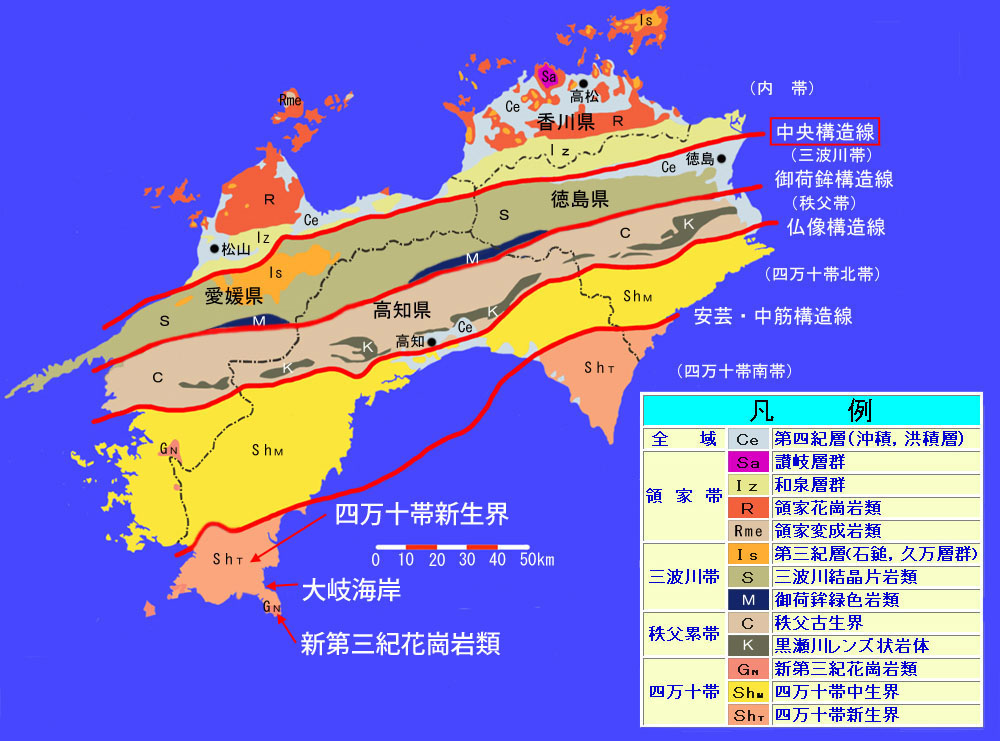 Is
Rme
Sa
Ce
高松
香川県
R
Iz
(内 帯)
中央構造線
(三波川帯)
御荷鉾構造線
(秩父帯)
仏像構造線
(四万十帯北帯)
安芸・中筋構造線
(四万十帯南帯)
Ce
徳島
徳島県
S
R
Ce
Iz
松山
Is
愛媛県
S
M
M
C
K
高知県
K
Ce
高知
K
K
C
ShM
ShT
GN
ShM
四万十帯新生界
ShT
大岐海岸
GN
新第三紀花崗岩類
0 10 20 30 40 50km
凡 例
全 域 Ce 第四紀層(沖積,洪積層)
領家帯 Sa 讃岐層群
Iz 和泉層群
R 領家花崗岩類
Rme 領家変成岩類
三波川帯 Is 第三紀層(石鎚,久万層群)
S 三波川結晶片岩類
M 御荷鉾緑色岩類
秩父累帯 C 秩父古生界
K 黒瀬川レンズ状岩体
四万十帯 GN 新第三紀花崗岩類
ShM 四万十帯中生界
ShT 四万十帯新生界